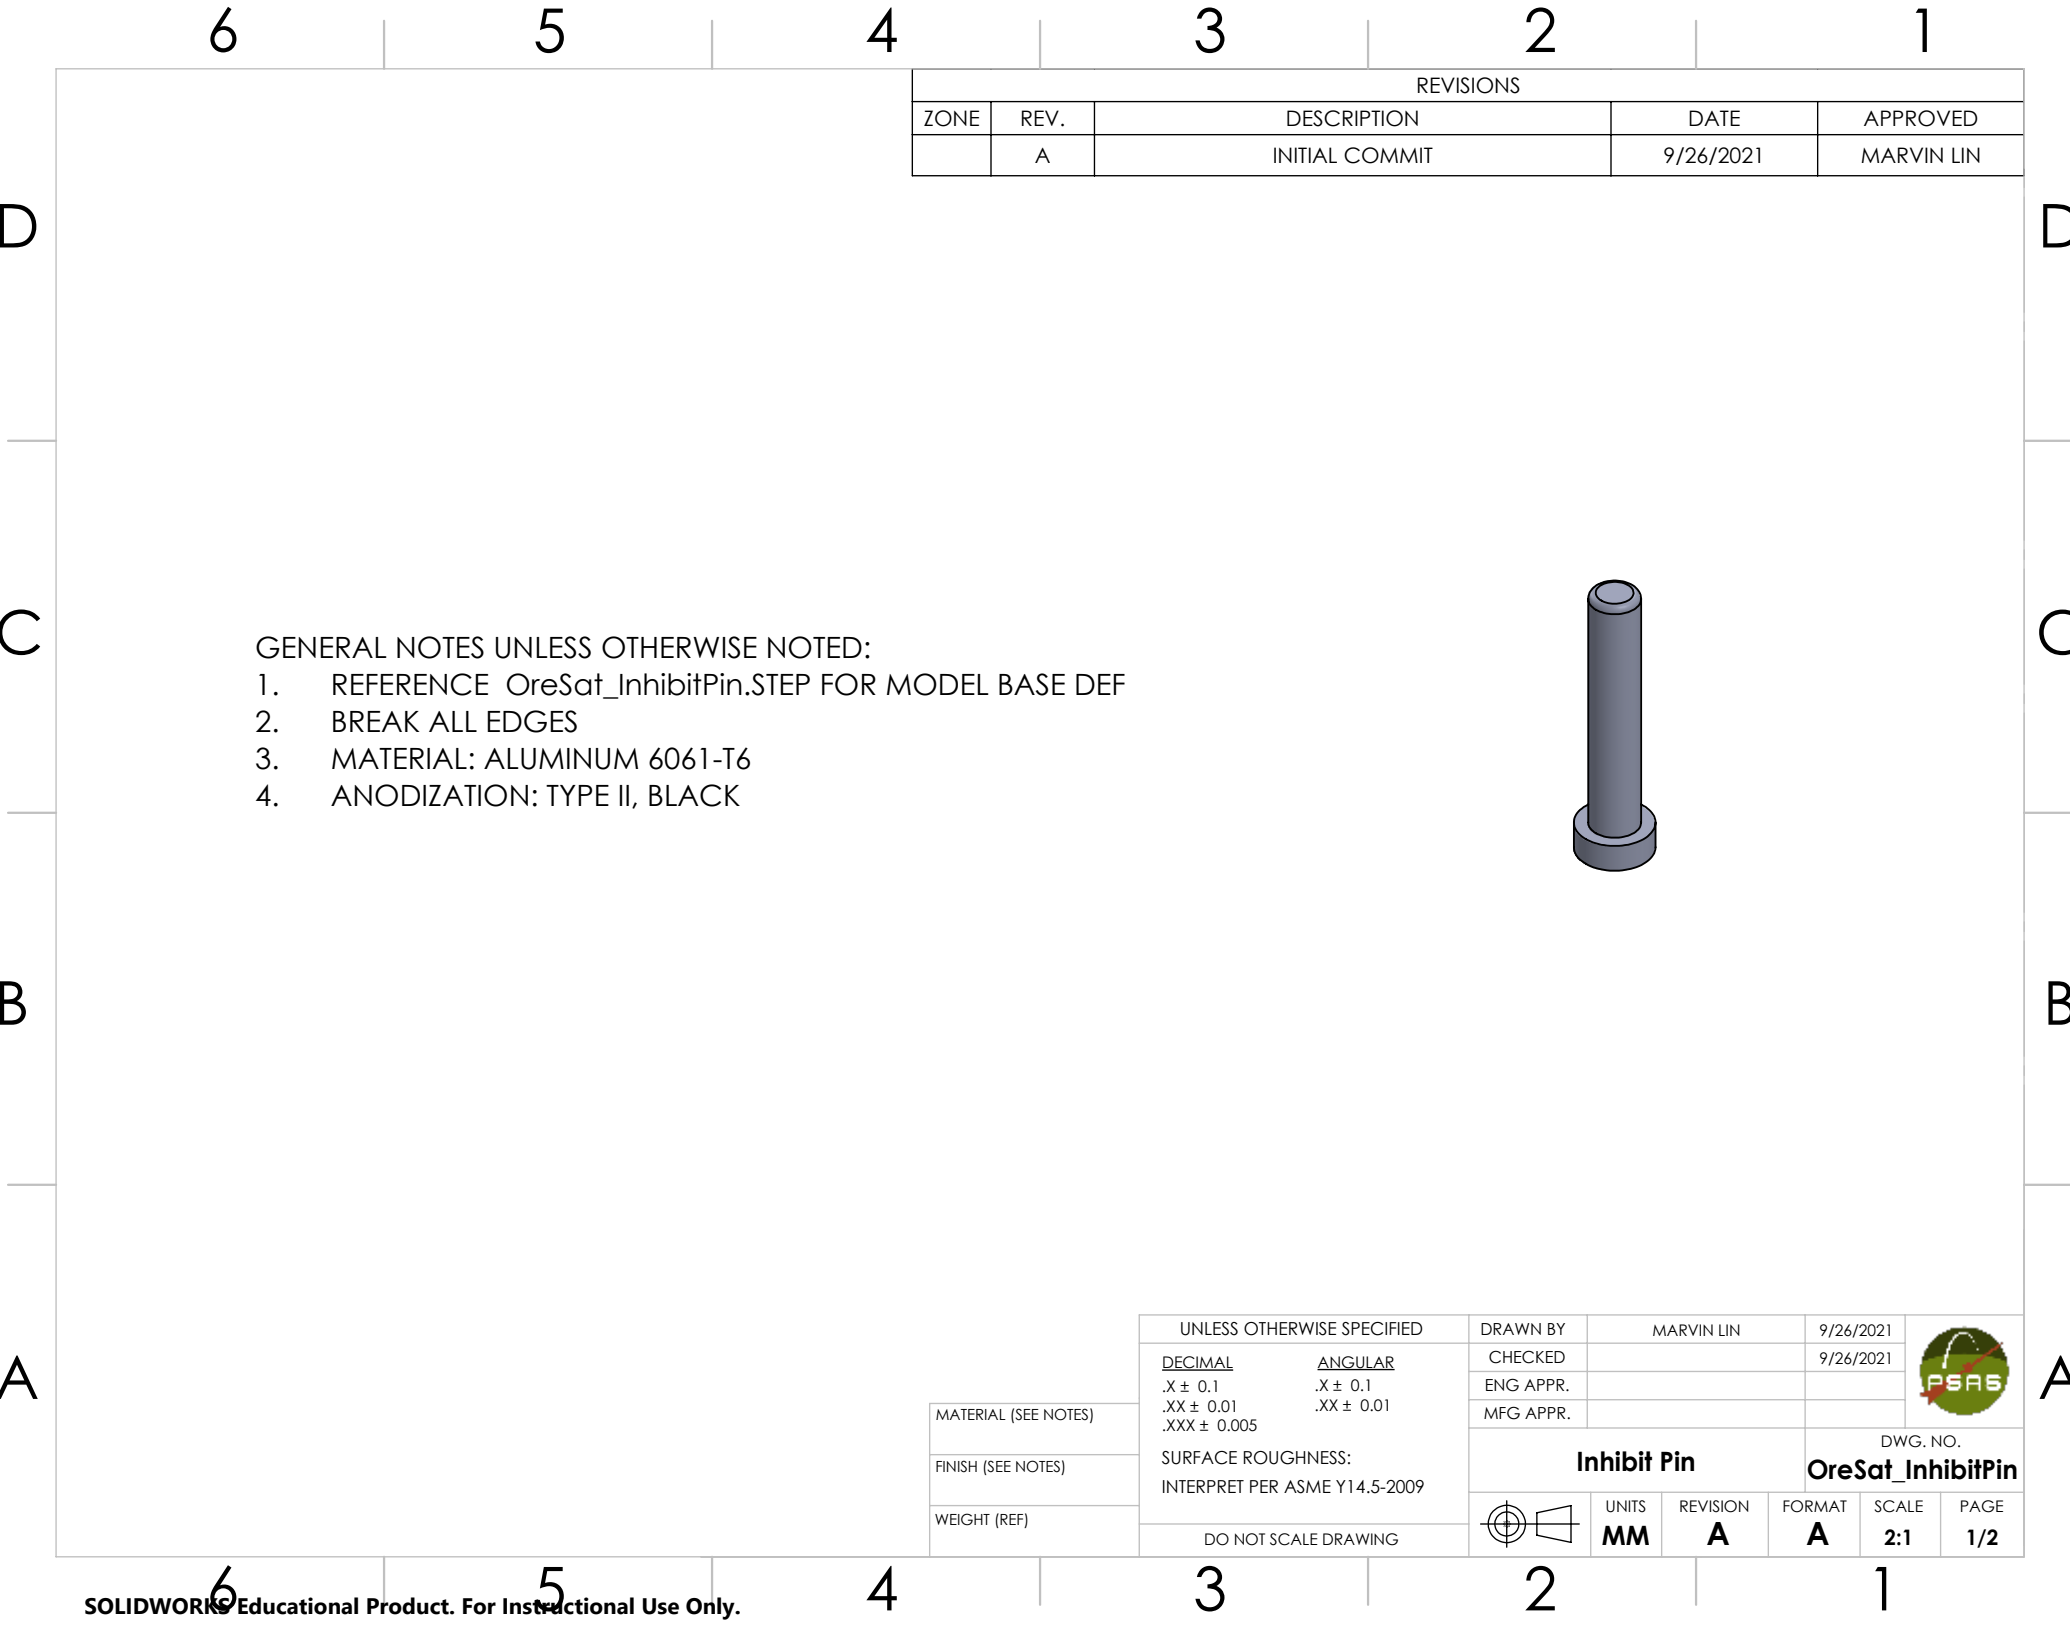 6 5 4 3 2 1
REVISIONS
ZONE REV. DESCRIPTION DATE APPROVED
A INITIAL COMMIT 9/26/2021 MARVIN LIN
D D
C C
GENERAL NOTES UNLESS OTHERWISE NOTED:
1. REFERENCE OreSat_InhibitPin.STEP FOR MODEL BASE DEF
2. BREAK ALL EDGES
3. MATERIAL: ALUMINUM 6061-T6
4. ANODIZATION: TYPE II, BLACK
B B
A A
UNLESS OTHERWISE SPECIFIED
DECIMAL ANGULAR
.X ± 0.1 .X ± 0.1
.XX ± 0.01 .XX ± 0.01
.XXX ± 0.005
SURFACE ROUGHNESS:
INTERPRET PER ASME Y14.5-2009
DO NOT SCALE DRAWING
MATERIAL (SEE NOTES)
FINISH (SEE NOTES)
WEIGHT (REF)
DRAWN BY MARVIN LIN 9/26/2021
CHECKED 9/26/2021
ENG APPR.
MFG APPR.
PSAS
Inhibit Pin
DWG. NO.
OreSat_InhibitPin
UNITS REVISION FORMAT SCALE PAGE
MM A A 2:1 1/2
6 5 4 3 2 1
SOLIDWORKS Educational Product. For Instructional Use Only.